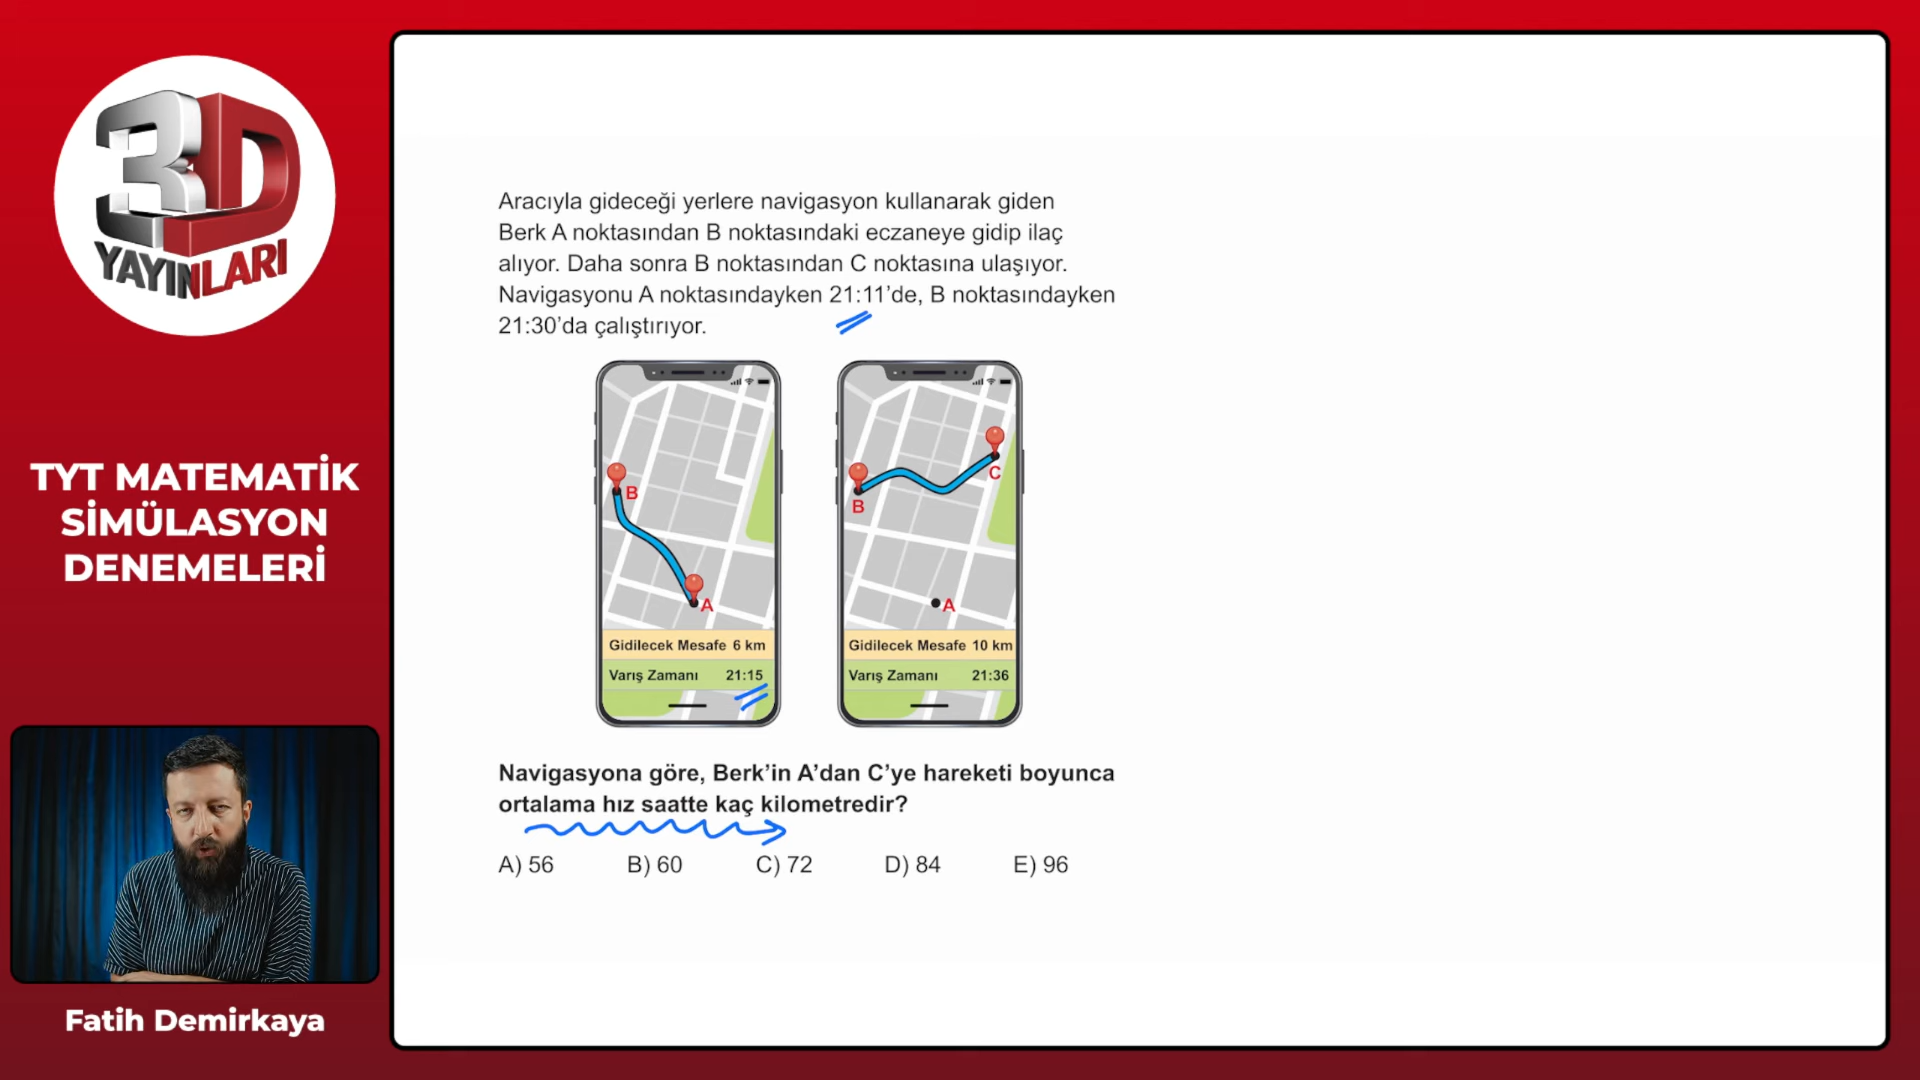 3D
YAYINLARI
TYT MATEMATİK
SİMÜLASYON
DENEMELERİ
Fatih Demirkaya
Aracıyla gideceği yerlere navigasyon kullanarak giden
Berk A noktasından B noktasındaki eczaneye gidip ilaç
alıyor. Daha sonra B noktasından C noktasına ulaşıyor.
Navigasyonu A noktasındayken 21:11’de, B noktasındayken
21:30’da çalıştırıyor.
B
A
Gidilecek Mesafe 6 km
Varış Zamanı 21:15
C
B
A
Gidilecek Mesafe 10 km
Varış Zamanı 21:36
Navigasyona göre, Berk’in A’dan C’ye hareketi boyunca
ortalama hız saatte kaç kilometredir?
A) 56 B) 60 C) 72 D) 84 E) 96